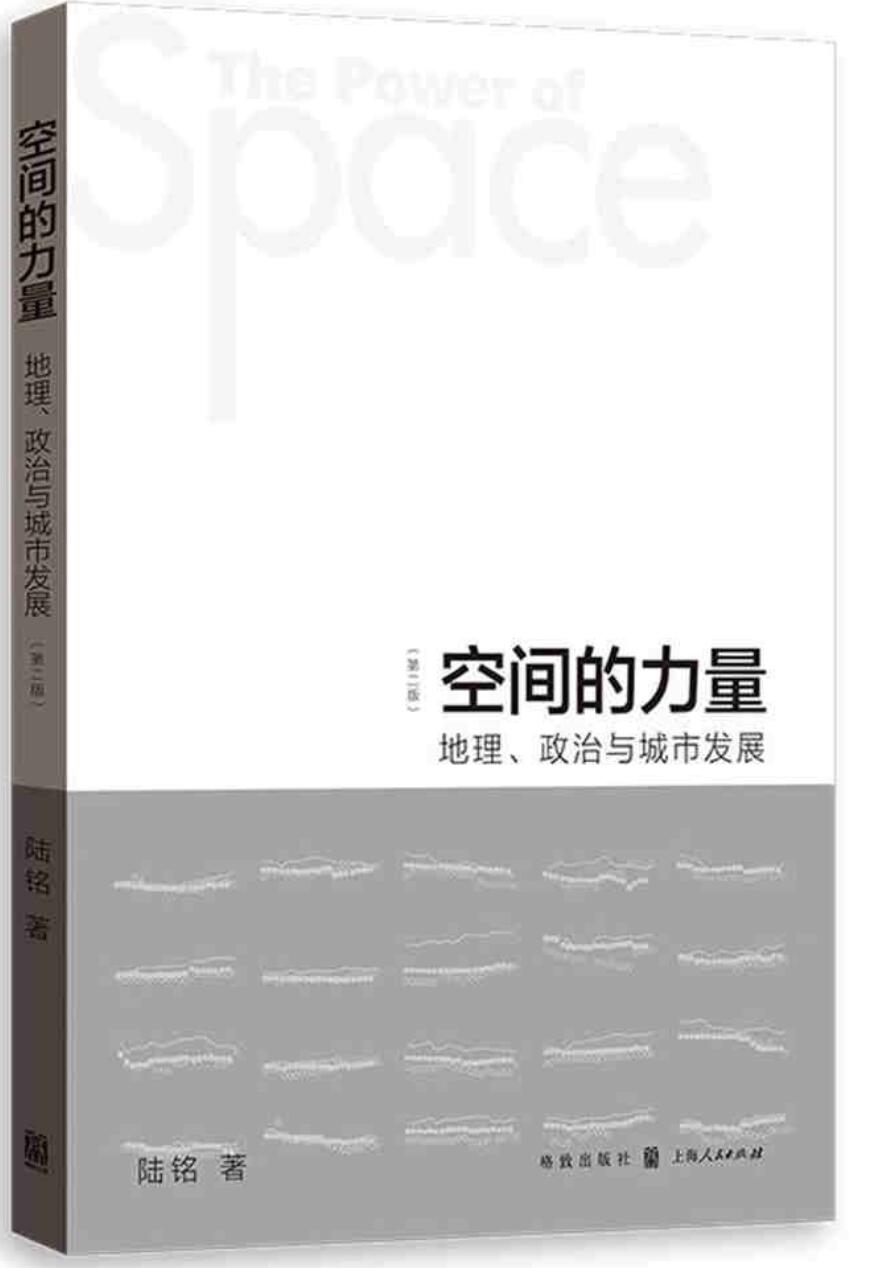 The Power of
Space
空间的力量
地理、政治与城市发展
（第二版）
陆铭 著
（第二版）
空间的力量
地理、政治与城市发展
陆铭 著
格致出版社 上海人民出版社